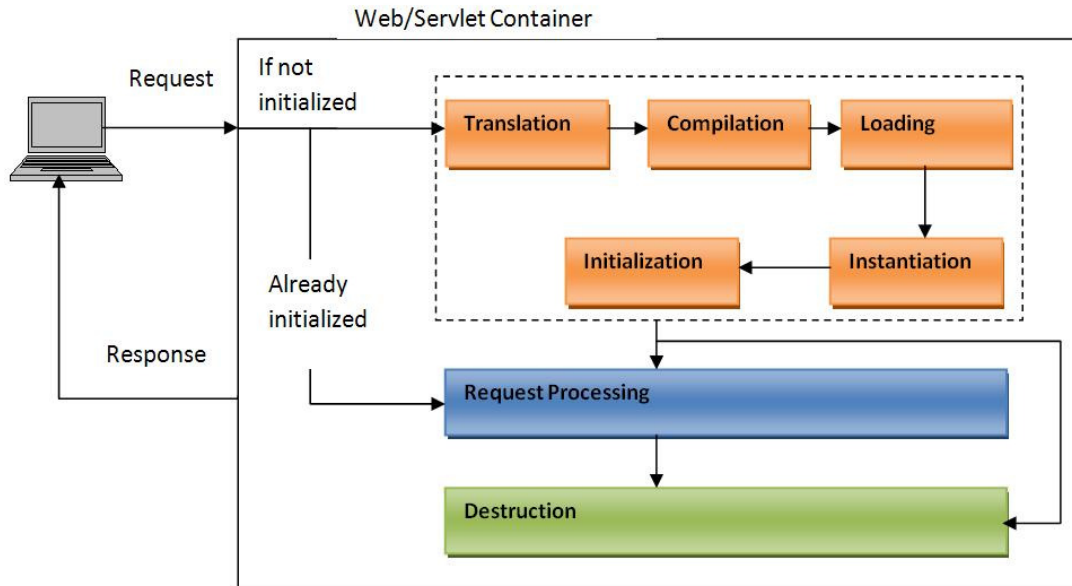 Web/Servlet Container
Request
If not
initialized
Translation
Compilation
Loading
Initialization
Instantiation
Already
initialized
Response
Request Processing
Destruction